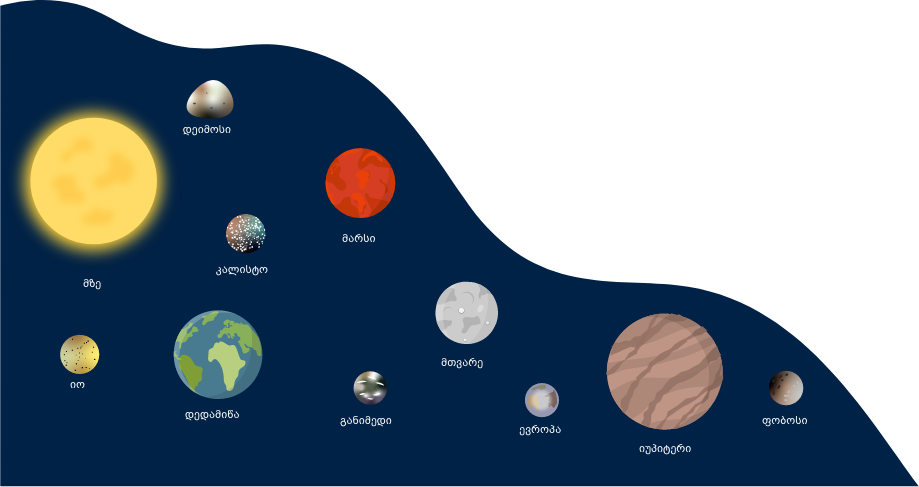 დეიმოსი
მარსი
კალისტო
მზე
მთვარე
იო
დედამიწა
განიმედი
ევროპა
იუპიტერი
ფობოსი